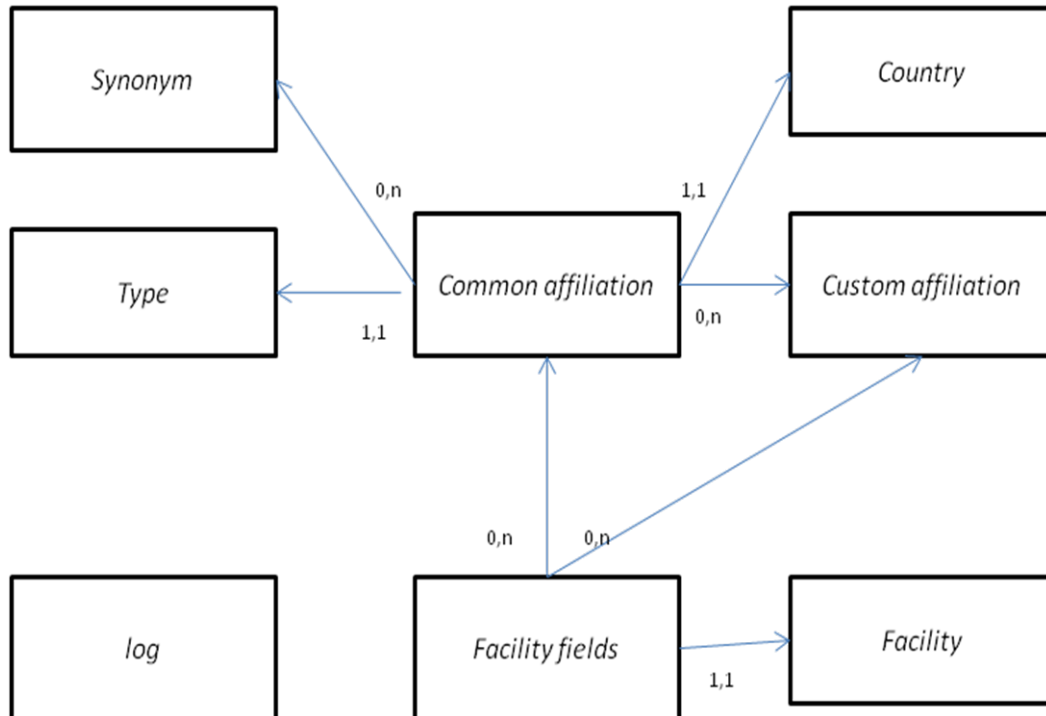 Synonym
Country
0,n
1,1
Type
Common affiliation
Custom affiliation
1,1
0,n
0,n
0,n
log
Facility fields
Facility
1,1